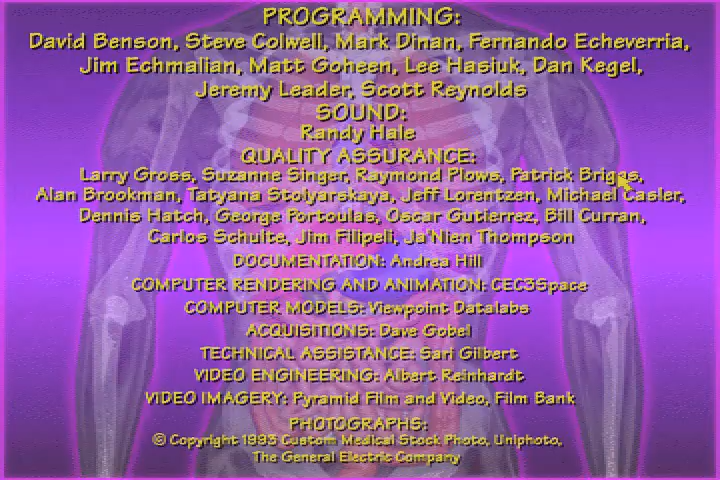 PROGRAMMING:
David Benson, Steve Colwell, Mark Dinan, Fernando Echeverria,
Jim Echmalian, Matt Goheen, Lee Hasiuk, Dan Kegel,
Jeremy Leader, Scott Reynolds
SOUND:
Randy Hale
QUALITY ASSURANCE:
Larry Gross, Suzanne Singer, Raymond Plows, Patrick Briggs,
Alan Brookman, Tatyana Stolyarskaya, Jeff Lorentzen, Michael Casler,
Dennis Hatch, George Portoulas, Oscar Gutierrez, Bill Curran,
Carlos Schulte, Jim Filipeli, Ja'Nien Thompson
DOCUMENTATION: Andrea Hill
COMPUTER RENDERING AND ANIMATION: CEC3Space
COMPUTER MODELS: Viewpoint Datalabs
ACQUISITIONS: Dave Gobel
TECHNICAL ASSISTANCE: Sari Gilbert
VIDEO ENGINEERING: Albert Reinhardt
VIDEO IMAGERY: Pyramid Film and Video, Film Bank
PHOTOGRAPHS:
© Copyright 1993 Custom Medical Stock Photo, Uniphoto,
The General Electric Company